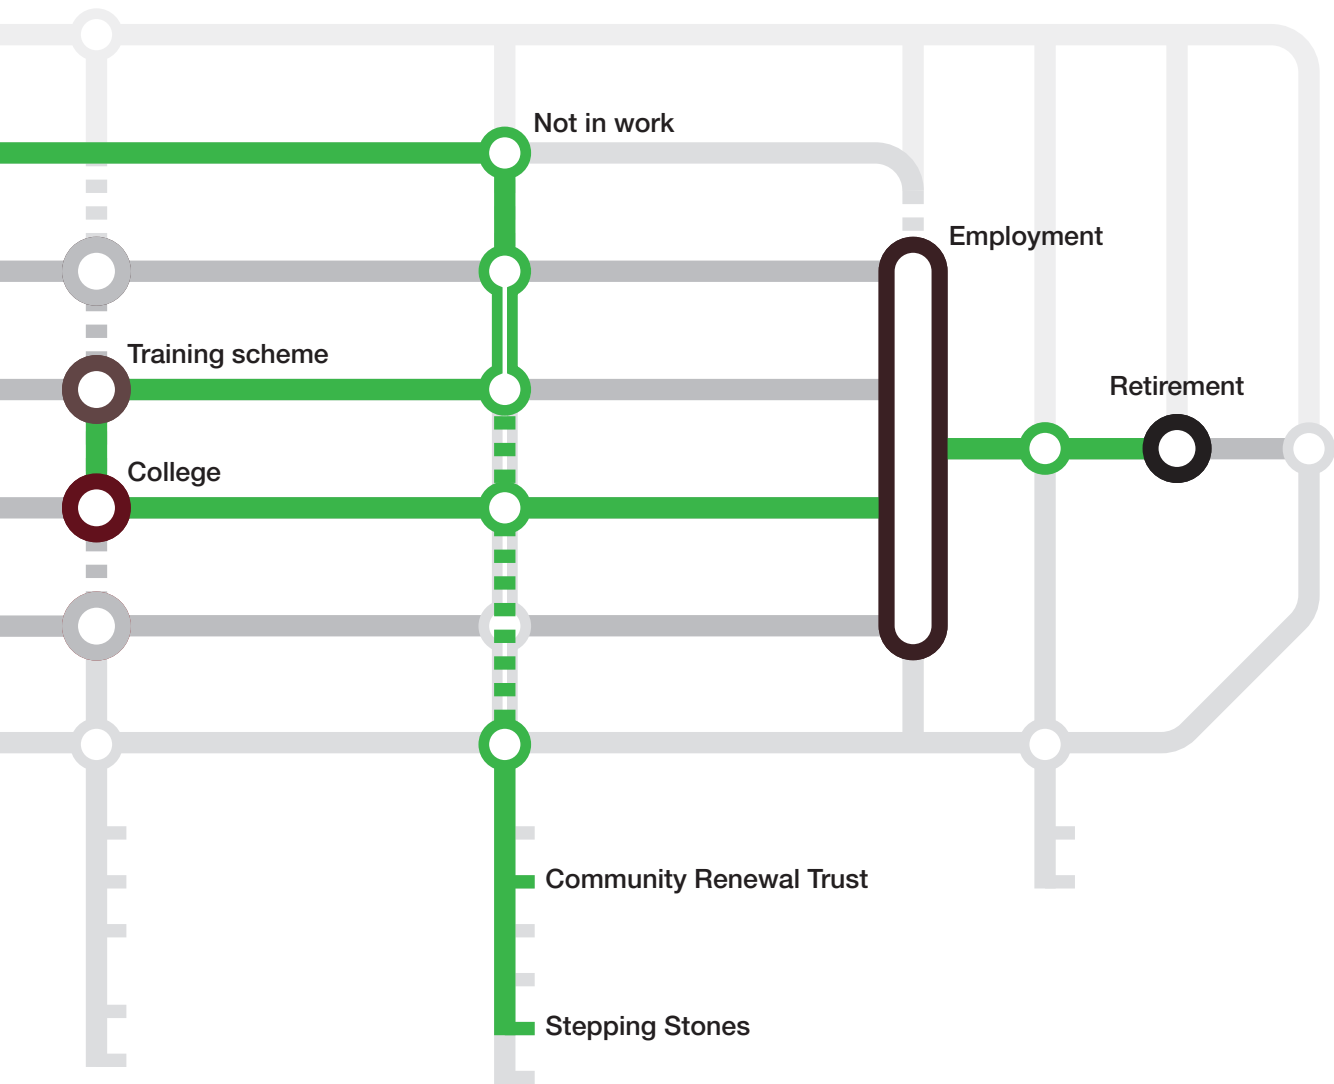 Not in work
Employment
Training scheme
Retirement
College
Community Renewal Trust
Stepping Stones